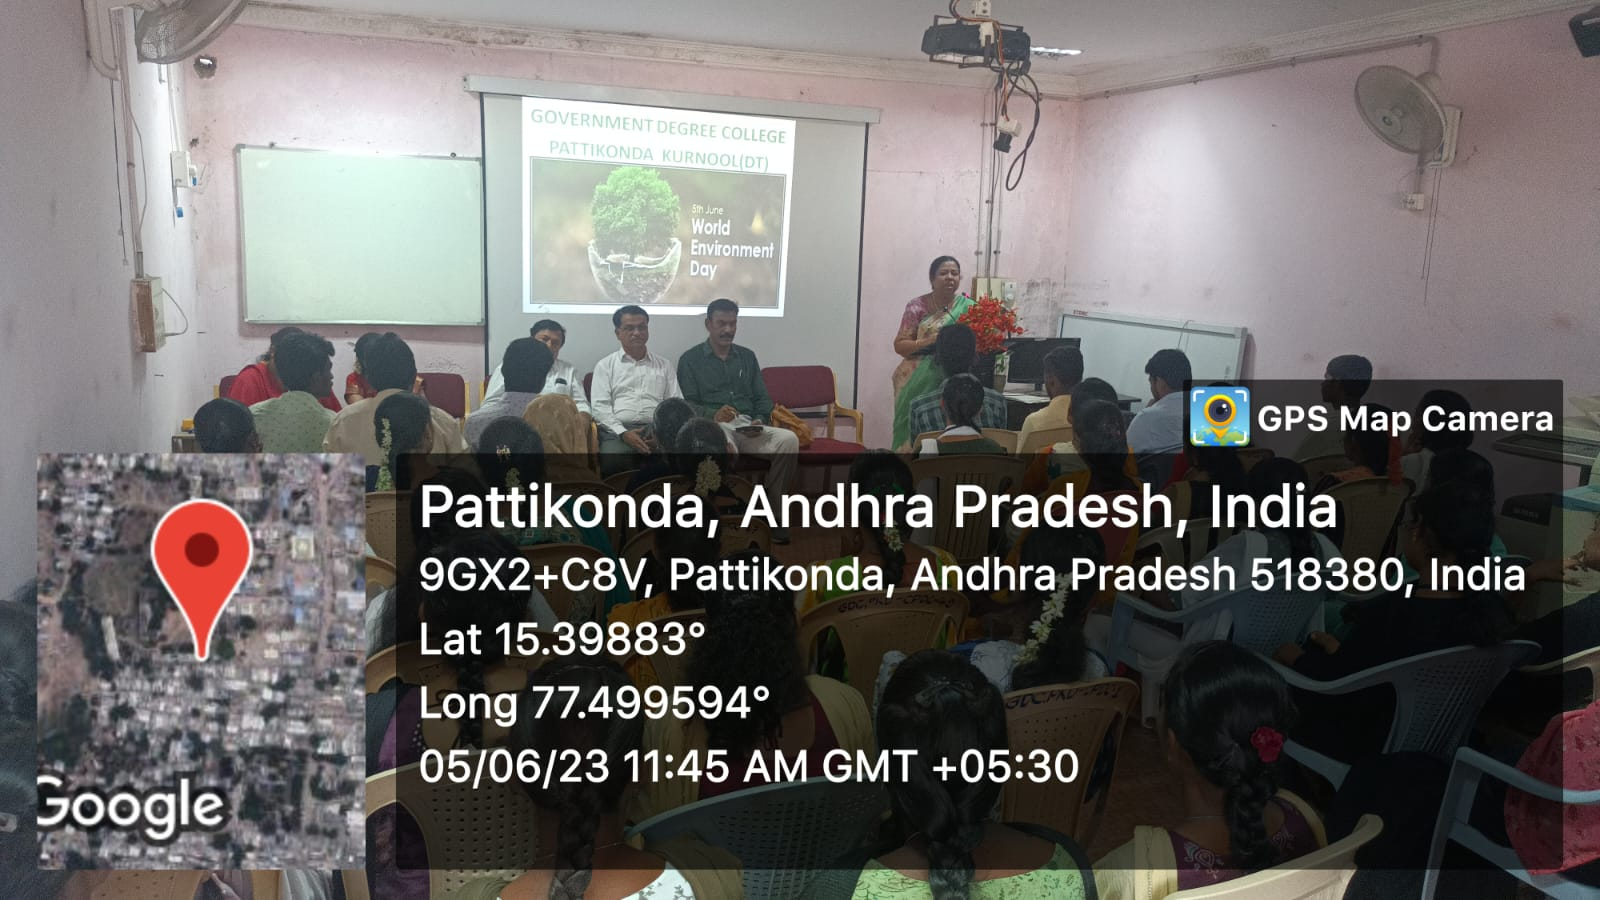 GOVERNMENT DEGREE COLLEGE
PATTIKONDA KURNOOL(DT)
5th June
World
Environment
Day
GPS Map Camera
Pattikonda, Andhra Pradesh, India
9GX2+C8V, Pattikonda, Andhra Pradesh 518380, India
Lat 15.39883°
Long 77.499594°
05/06/23 11:45 AM GMT +05:30
Google